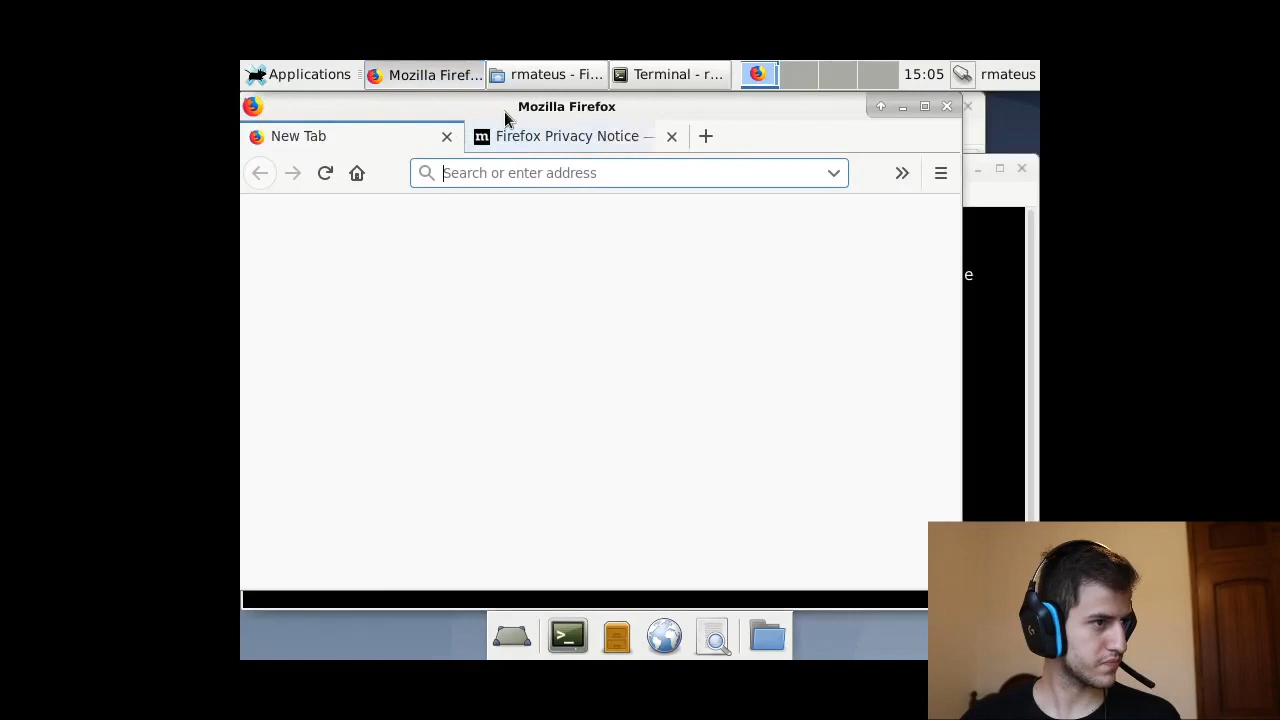 Applications Mozilla Firef... rmateus - Fi... Terminal - r... 15:05 rmateus
Mozilla Firefox
New Tab Firefox Privacy Notice —
Search or enter address
e